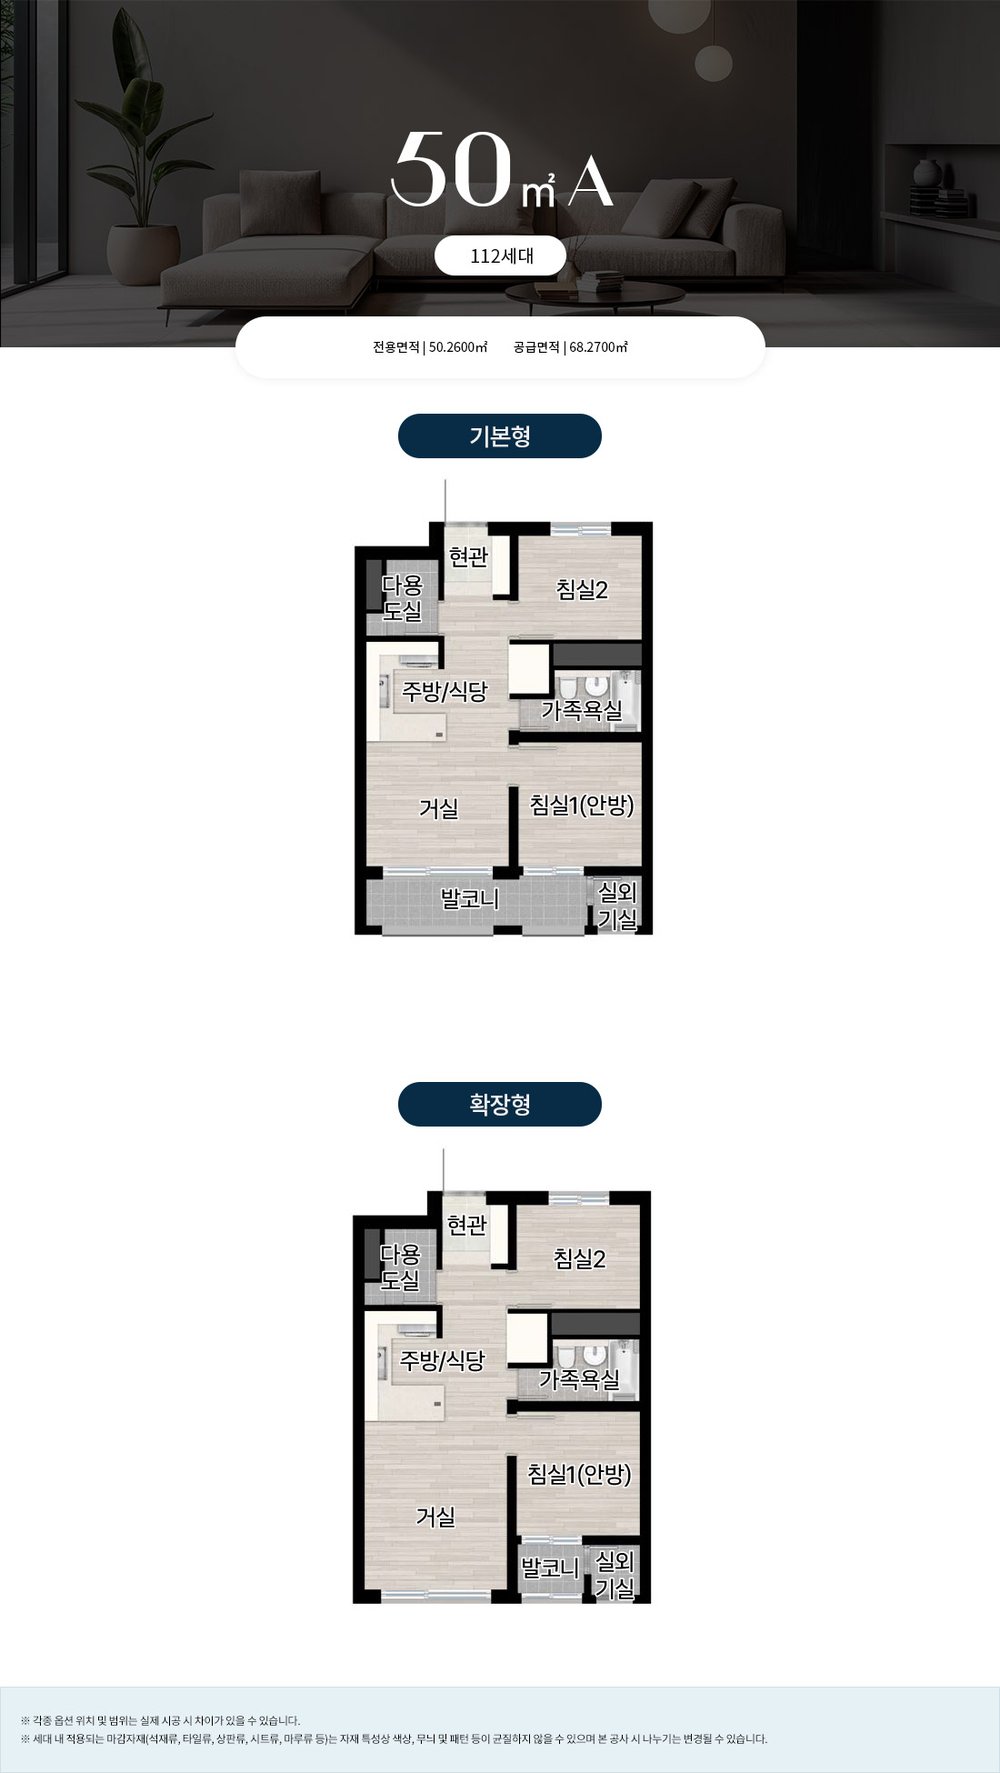 50㎡ A
112세대
전용면적 | 50.2600㎡ 공급면적 | 68.2700㎡
기본형
현관
다용
도실
침실2
주방/식당
가족욕실
거실
침실1(안방)
발코니
실외
기실
확장형
현관
다용
도실
침실2
주방/식당
가족욕실
침실1(안방)
거실
발코니
실외
기실
※ 각종 옵션 위치 및 범위는 실제 시공 시 차이가 있을 수 있습니다.
※ 세대 내 적용되는 마감자재(석재류, 타일류, 상판류, 시트류, 마루류 등)는 자재 특성상 색상, 무늬 및 패턴 등이 균질하지 않을 수 있으며 본 공사 시 나누기는 변경될 수 있습니다.